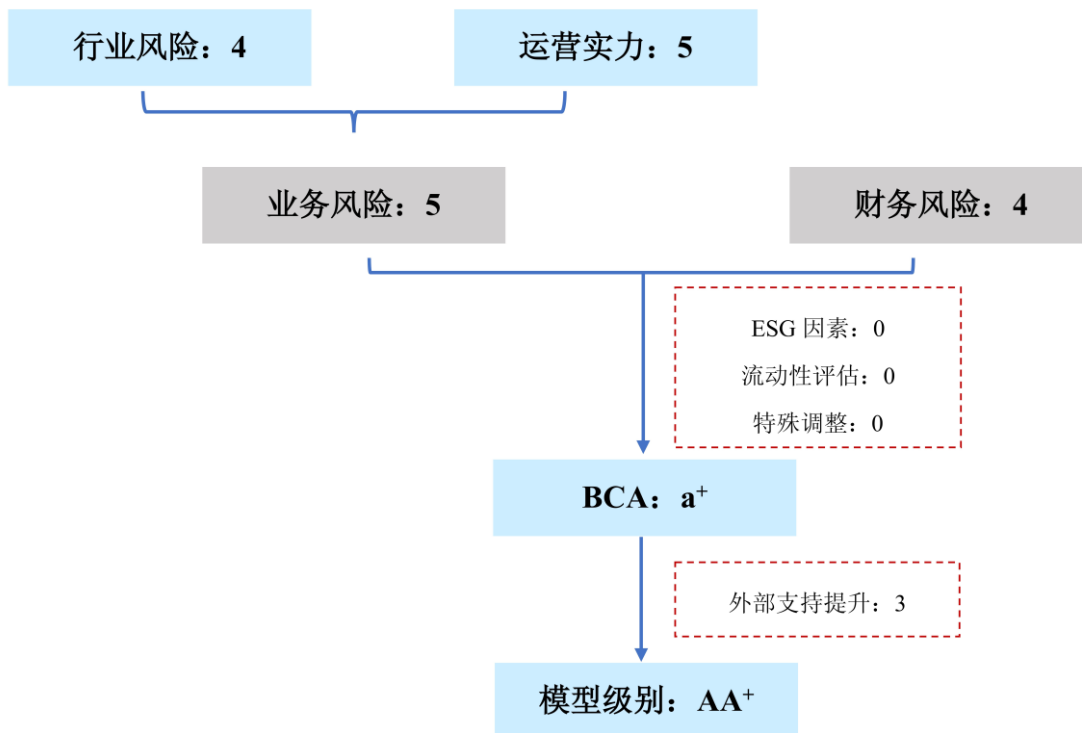 行业风险：4
运营实力：5
业务风险：5
财务风险：4
ESG 因素：0
流动性评估：0
特殊调整：0
BCA：a⁺
外部支持提升：3
模型级别：AA⁺